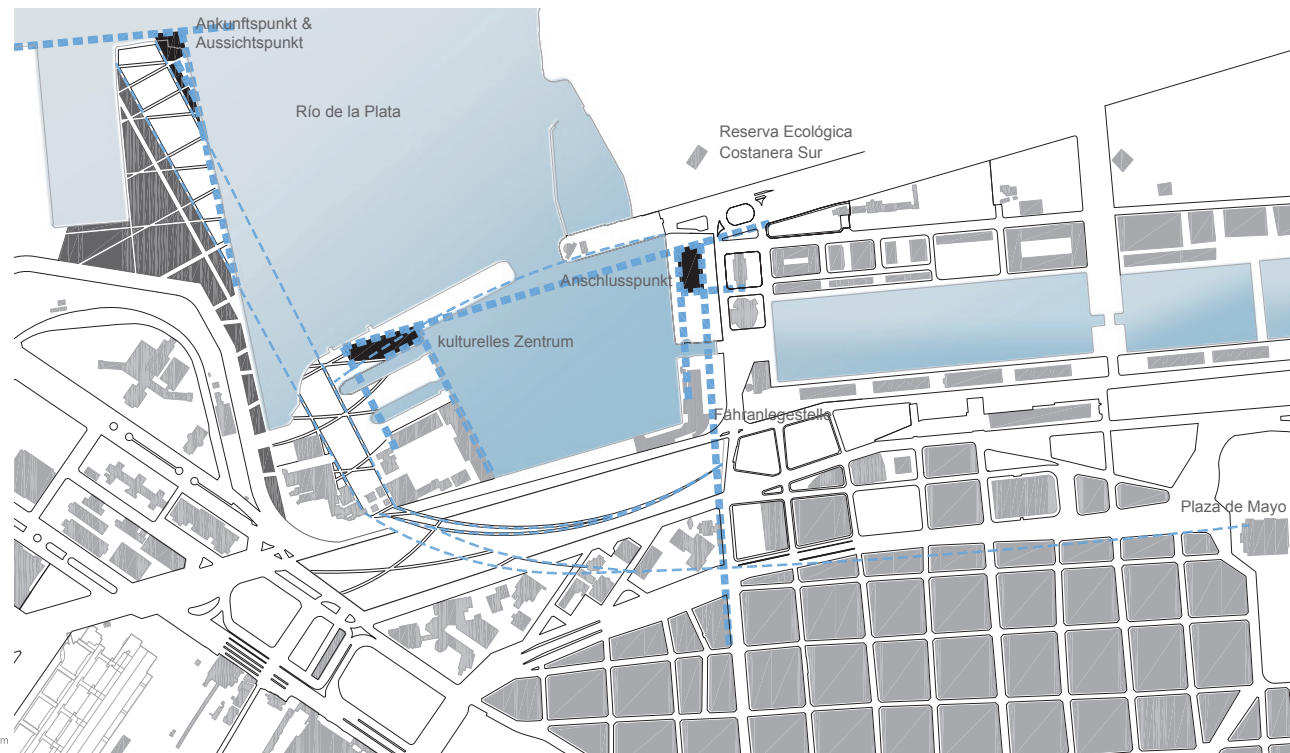 Ankunftspunkt &
Aussichtspunkt
Río de la Plata
Reserva Ecológica
Costanera Sur
Anschlusspunkt
kulturelles Zentrum
Fähranlegestelle
Plaza de Mayo
m